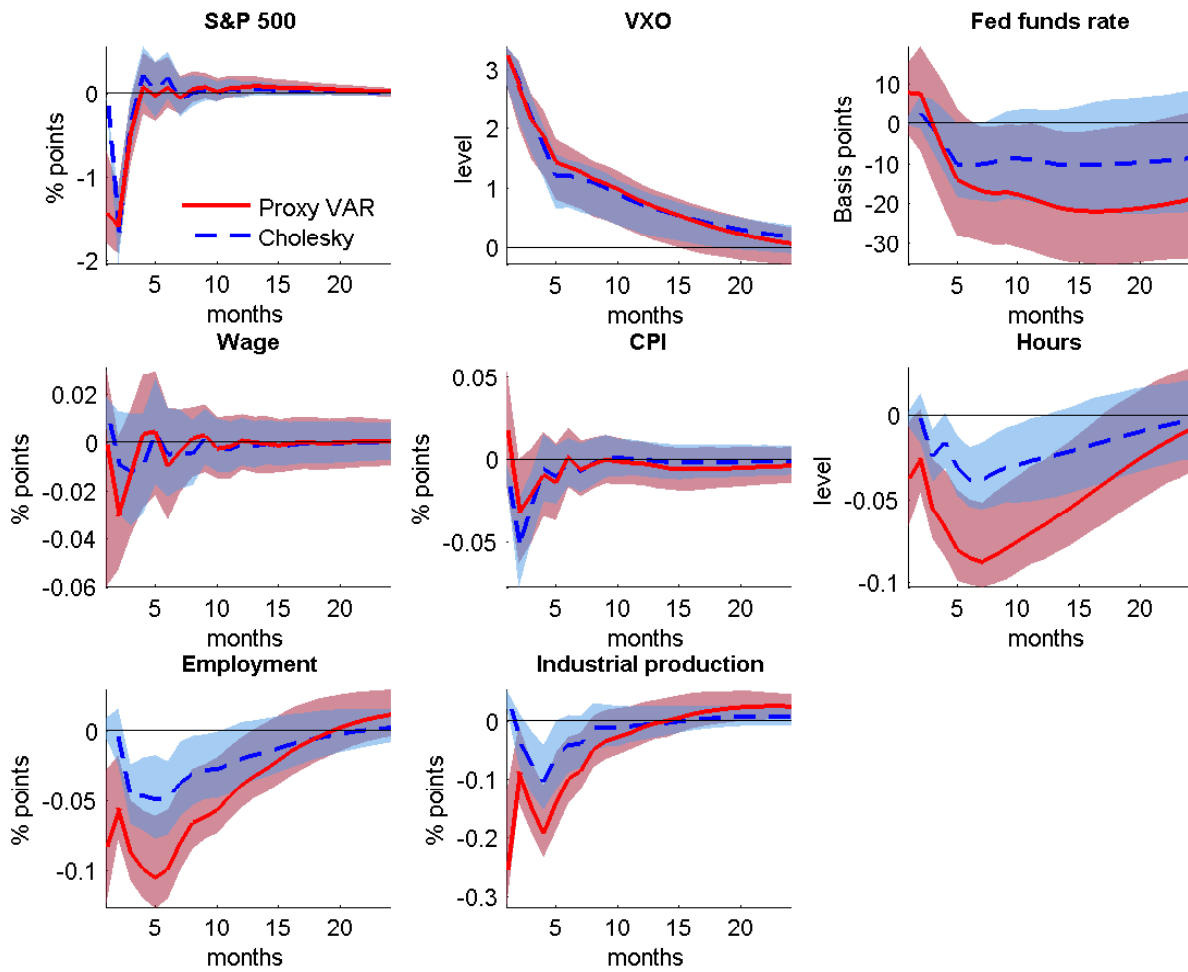 S&P 500
% points
0
-1
-2
Proxy VAR
Cholesky
5 10 15 20
months
VXO
level
3
2
1
0
5 10 15 20
months
Fed funds rate
Basis points
10
0
-10
-20
-30
5 10 15 20
months
Wage
% points
0.02
0
-0.02
-0.04
-0.06
5 10 15 20
months
CPI
% points
0.05
0
-0.05
5 10 15 20
months
Hours
level
0
-0.05
-0.1
5 10 15 20
months
Employment
% points
0
-0.05
-0.1
5 10 15 20
months
Industrial production
% points
0
-0.1
-0.2
-0.3
5 10 15 20
months